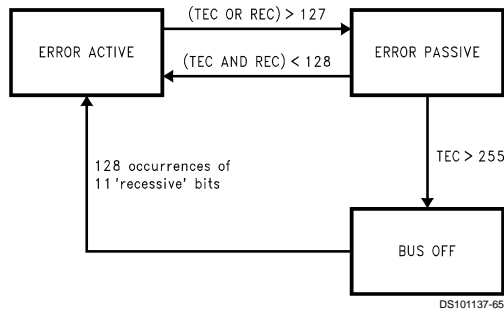 (TEC OR REC) > 127
ERROR ACTIVE
ERROR PASSIVE
(TEC AND REC) < 128
128 occurrences of
11 'recessive' bits
TEC > 255
BUS OFF
DS101137-65